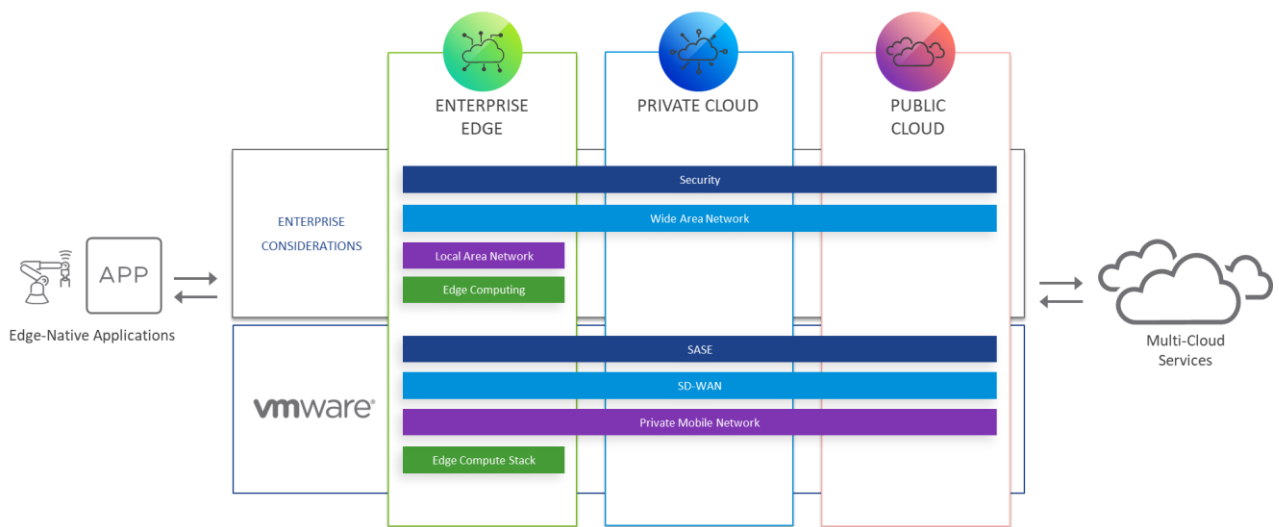 ENTERPRISE
EDGE
PRIVATE CLOUD
PUBLIC
CLOUD
ENTERPRISE
CONSIDERATIONS
Security
Wide Area Network
Local Area Network
Edge Computing
APP
Edge-Native Applications
Multi-Cloud
Services
vmware®
SASE
SD-WAN
Private Mobile Network
Edge Compute Stack